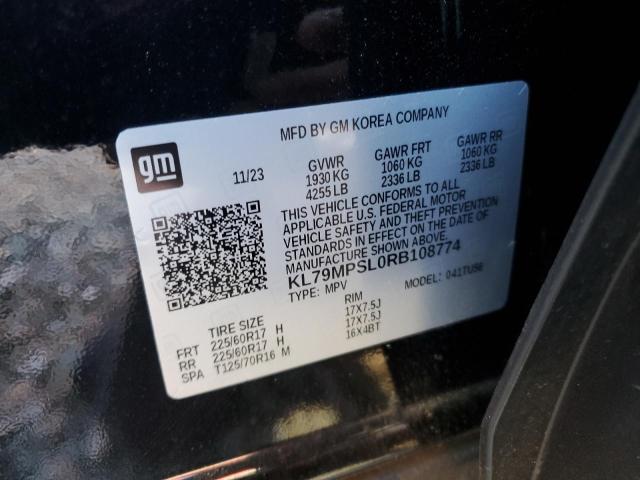 MFD BY GM KOREA COMPANY
gm
11/23
GVWR GAWR FRT GAWR RR
1930 KG 1060 KG 1060 KG
4255 LB 2336 LB 2336 LB
THIS VEHICLE CONFORMS TO ALL
APPLICABLE U.S. FEDERAL MOTOR
VEHICLE SAFETY AND THEFT PREVENTION
STANDARDS IN EFFECT ON THE DATE OF
MANUFACTURE SHOWN ABOVE.
KL79MPSL0RB108774
TYPE: MPV MODEL: 041TU56
TIRE SIZE RIM
FRT 225/60R17 H 17X7.5J
RR 225/60R17 H 17X7.5J
SPA T125/70R16 M 16X4BT